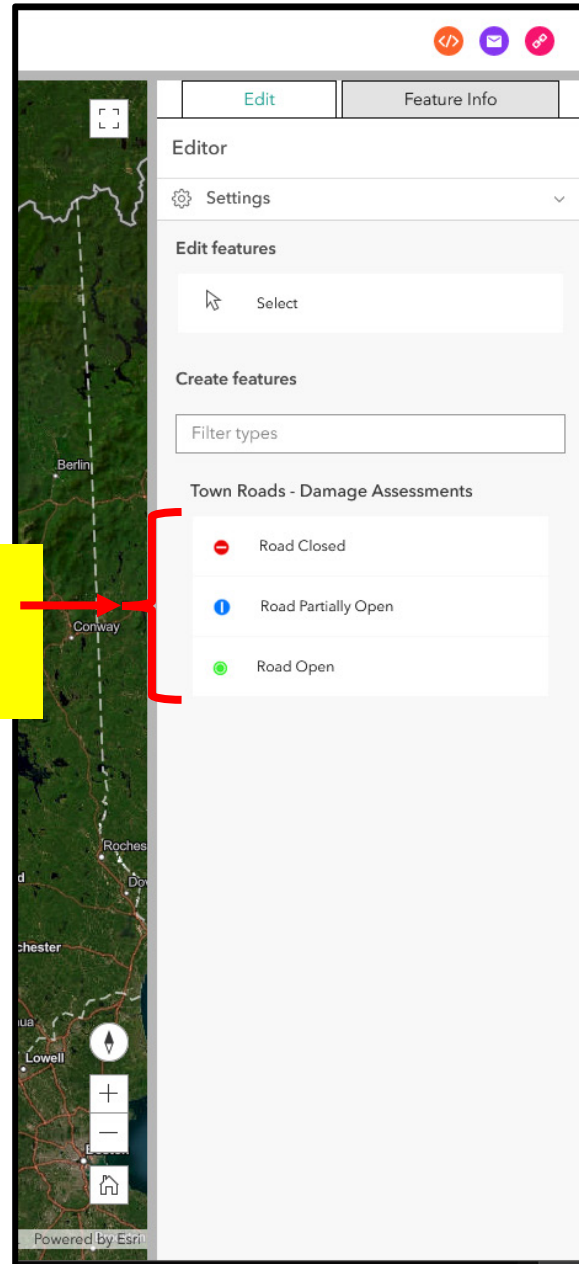 Edit
Feature Info
Editor
Settings
Edit features
Select
Create features
Filter types
Town Roads - Damage Assessments
Road Closed
Road Partially Open
Road Open
Berlin
Conway
Roches
Do
d
chester
ua
Lowell
Powered by Esri